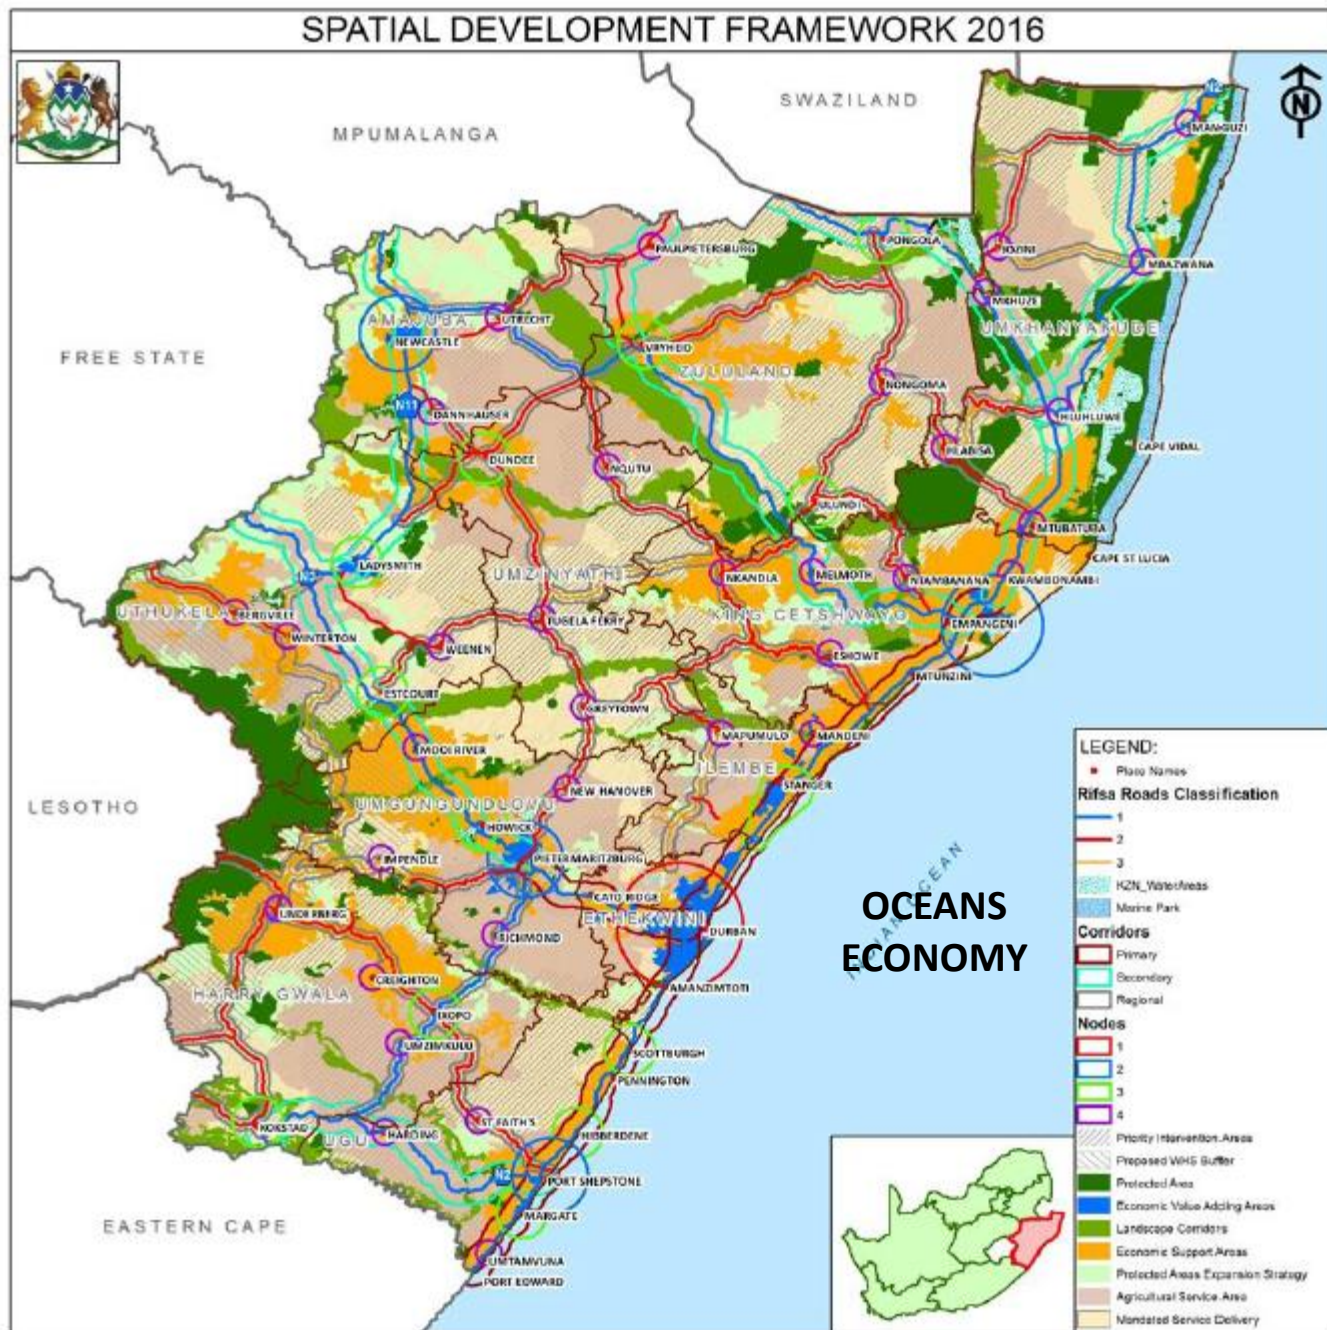 SPATIAL DEVELOPMENT FRAMEWORK 2016
SWAZILAND
MPUMALANGA
N2
MANGUZI
PAULPIETERSBURG
PONGOLA
JOZINI
MBAZWANA
MKHUZE
AMAJUBA
UTRECHT
UMKHANYAKUDE
NEWCASTLE
VRYHEID
FREE STATE
ZULULAND
NONGOMA
N11
DANNHAUSER
HLUHLUWE
DUNDEE
HLABISA
CAPE VIDAL
NQUTU
ULUNDI
MTUBATUBA
CAPE ST LUCIA
LADYSMITH
N3
UMZINYATHI
NKANDLA
MELMOTH
NTAMBANANA
KWAMBONAMBI
UTHUKELA
BERGVILLE
KING CETSHWAYO
TUGELA FERRY
EMPANGENI
WINTERTON
WEENEN
ESHOWE
MTUNZINI
ESTCOURT
GREYTOWN
MAPUMULO
MANDENI
MOOI RIVER
ILEMBE
STANGER
NEW HANOVER
LESOTHO
UMGUNGUNDLOVU
HOWICK
IMPENDLE
PIETERMARITZBURG
CATO RIDGE
INDIAN OCEAN
OCEANS
ECONOMY
UNDERBERG
ETHEKWINI
DURBAN
RICHMOND
CREIGHTON
AMANZIMTOTI
HARRY GWALA
IXOPO
UMZIMKULU
SCOTTBURGH
PENNINGTON
ST FAITH'S
KOKSTAD
UGU
HARDING
HIBBERDENE
N2
PORT SHEPSTONE
EASTERN CAPE
MARGATE
UMTAMVUNA
PORT EDWARD
N
LEGEND:
Place Names
Rifsa Roads Classification
1
2
3
KZN_WaterAreas
Marine Park
Corridors
Primary
Secondary
Regional
Nodes
1
2
3
4
Priority Intervention Areas
Proposed WHS Buffer
Protected Area
Economic Value Adding Areas
Landscape Corridors
Economic Support Areas
Protected Areas Expansion Strategy
Agricultural Service Area
Mandated Service Delivery